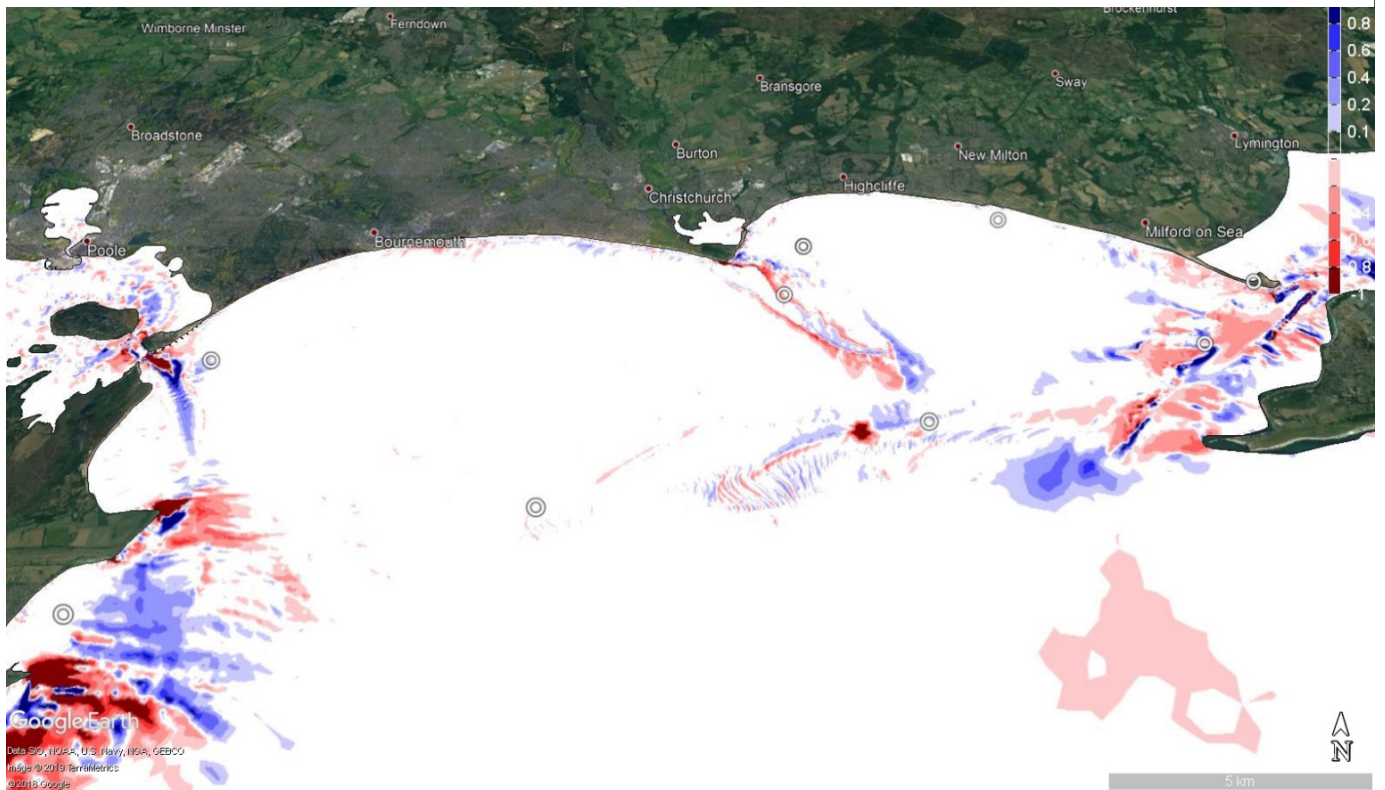 Brockenhurst
Wimborne Minster
Ferndown
0.8
0.6
Bransgore
Sway
0.4
0.2
Broadstone
0.1
Lymington
Burton
New Milton
Highcliffe
Christchurch
Milford on Sea
Bournemouth
Poole
0.8
-1
Google Earth
Data SIO, NOAA, U.S. Navy, NGA, GEBCO
Image © 2019 TerraMetrics
© 2018 Google
N
5 km